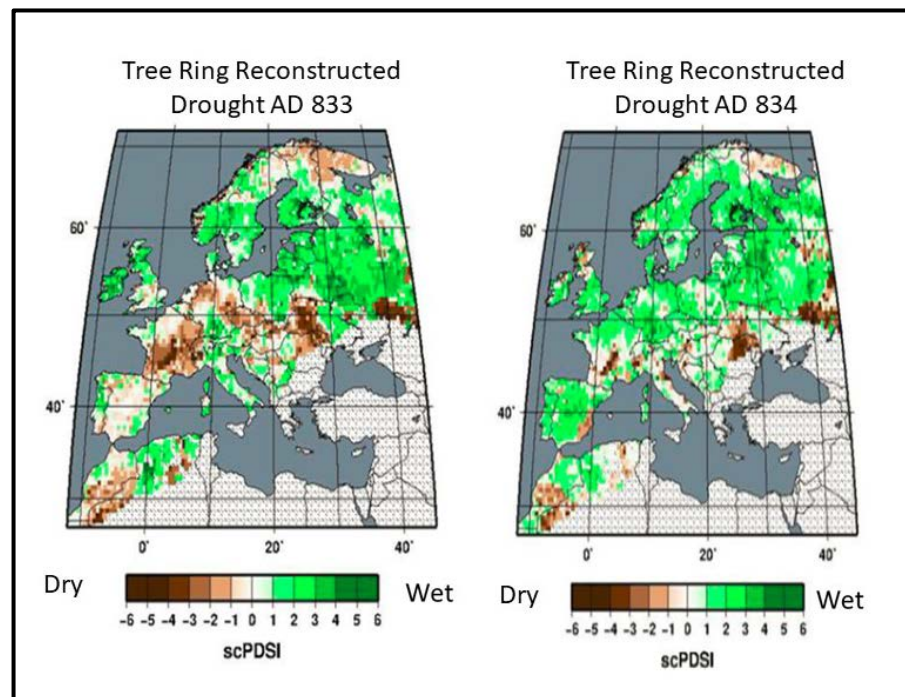 Tree Ring Reconstructed
Drought AD 833
60°
40°
0° 20° 40°
Dry Wet
-6 -5 -4 -3 -2 -1 0 1 2 3 4 5 6
scPDSI
Tree Ring Reconstructed
Drought AD 834
60°
40°
0° 20° 40°
Dry Wet
-6 -5 -4 -3 -2 -1 0 1 2 3 4 5 6
scPDSI